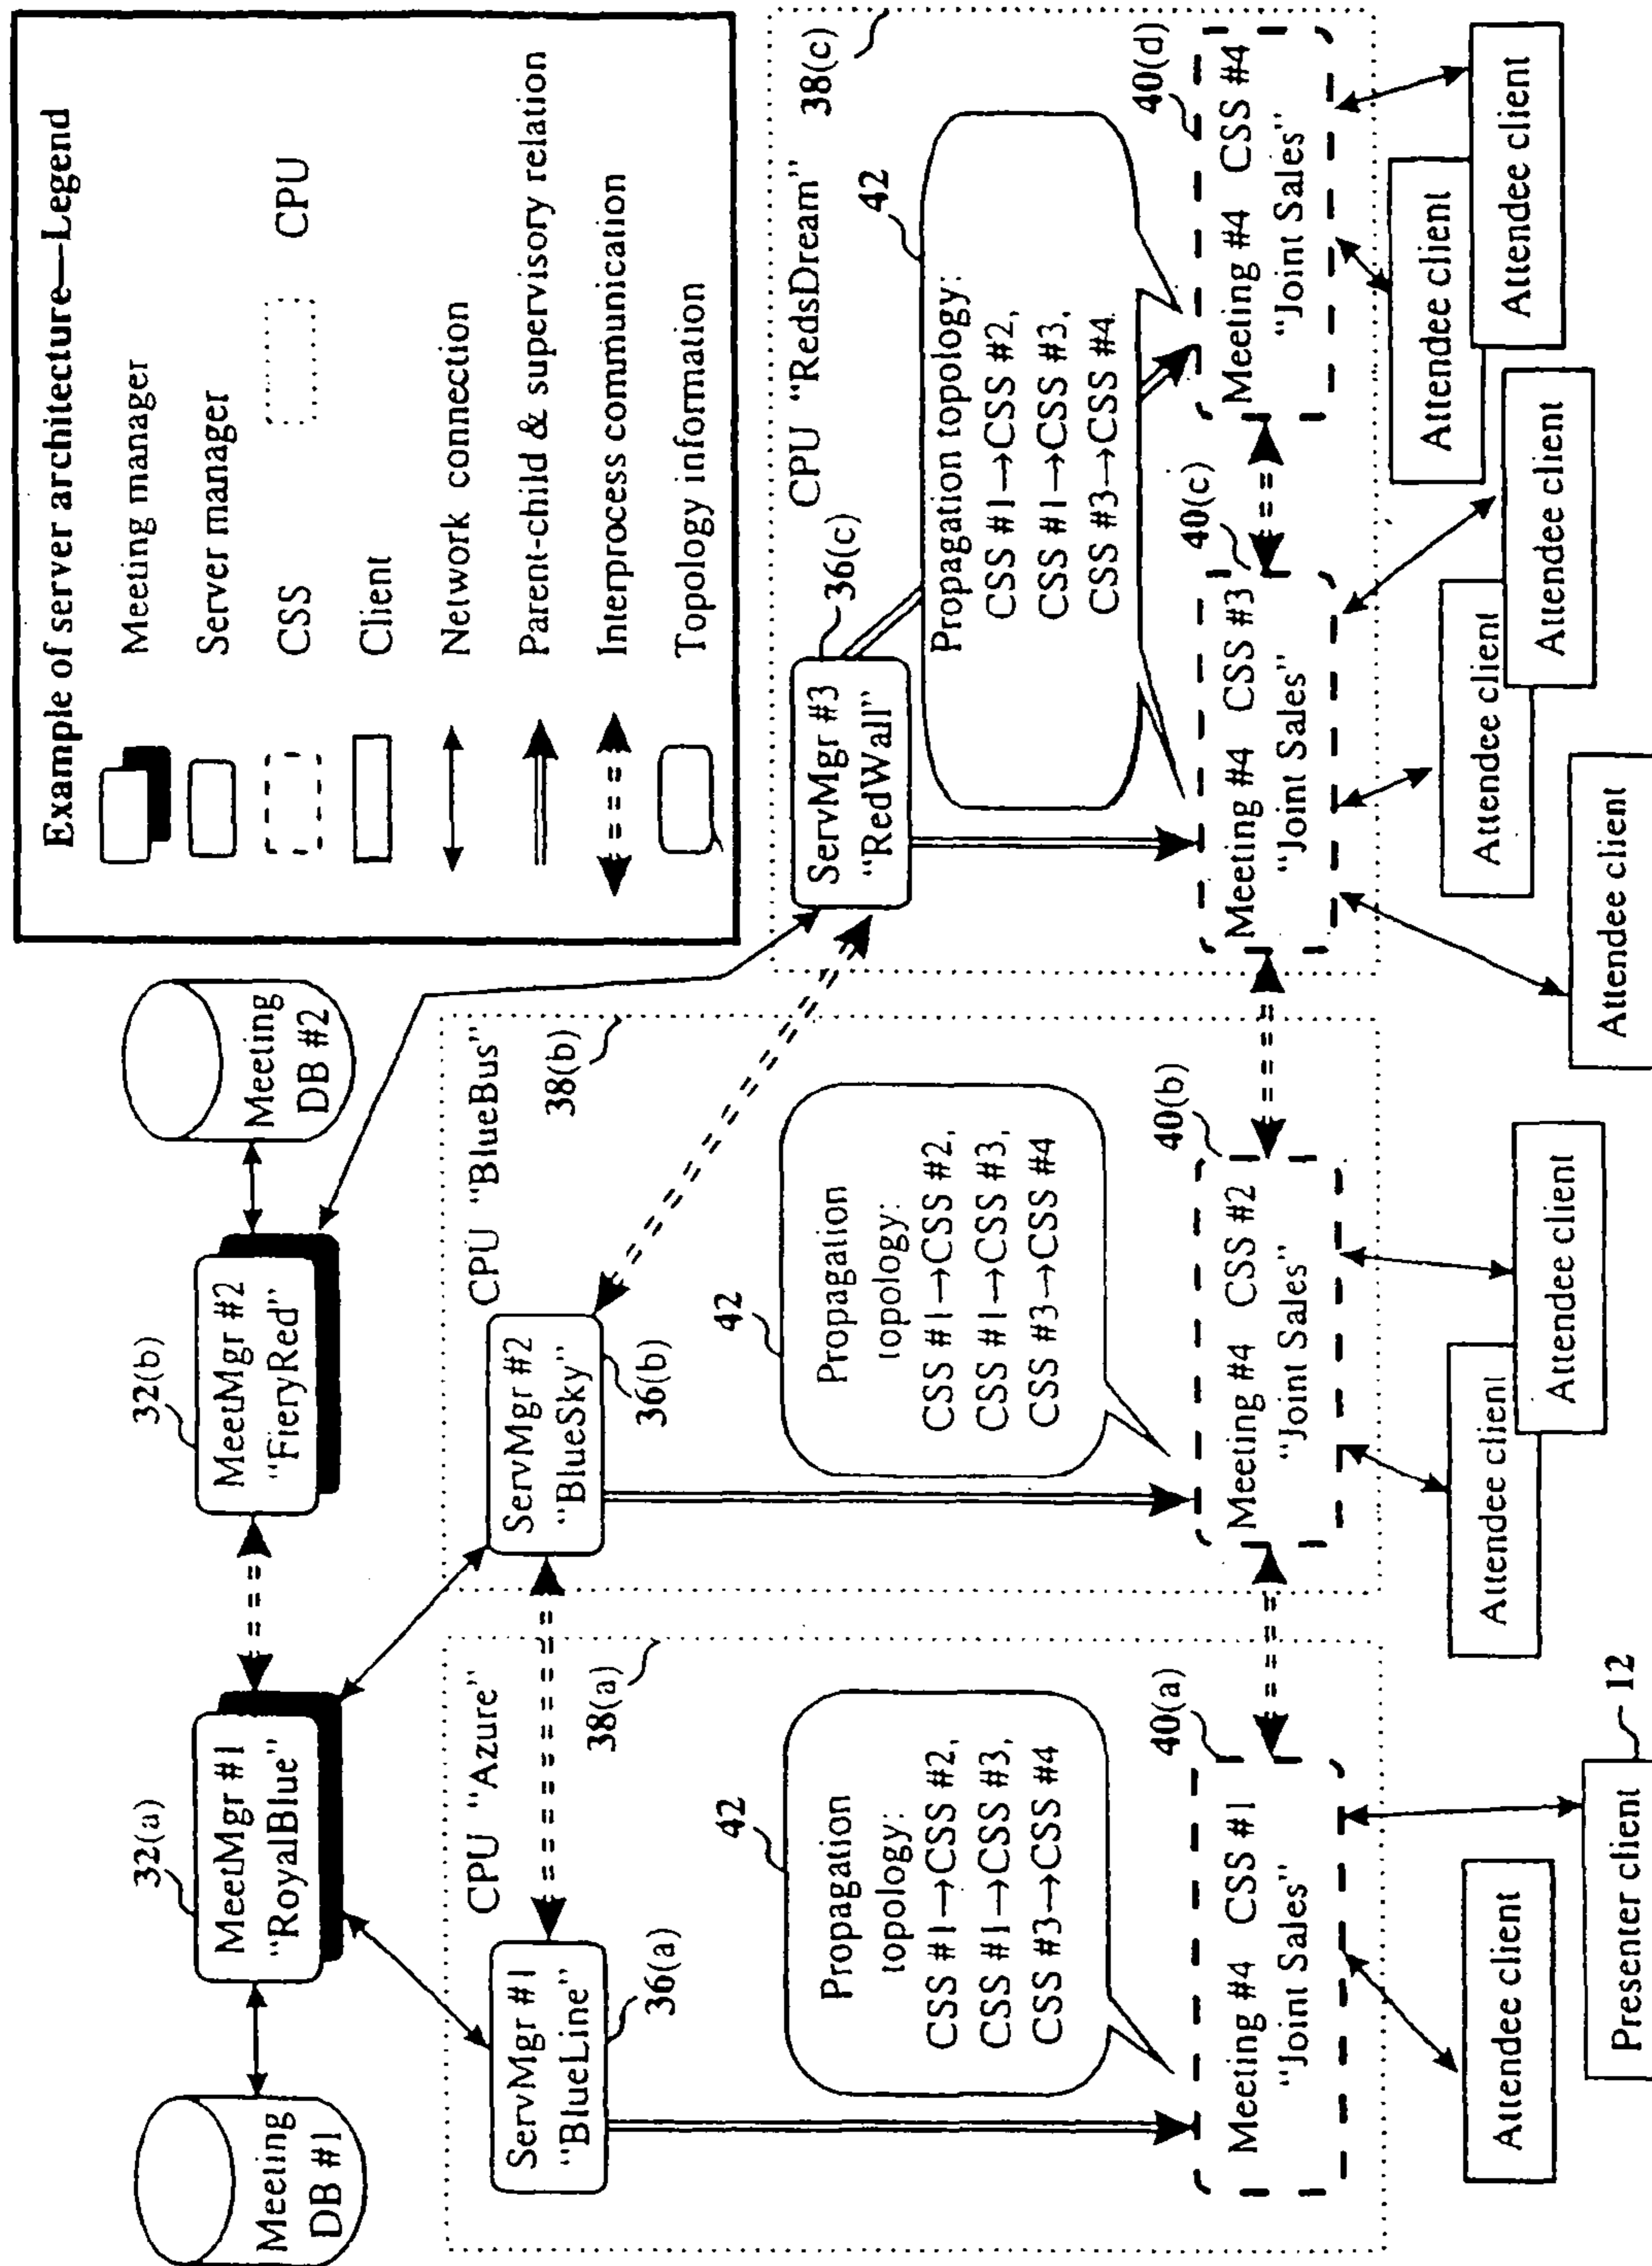 Example of server architecture—Legend
Meeting manager
Server manager
CSS
CPU
Client
Network connection
Parent-child & supervisory relation
Interprocess communication
Topology information
32(a)
MeetMgr #1
"RoyalBlue"
32(b)
MeetMgr #2
"FieryRed"
Meeting
DB #1
Meeting
DB #2
CPU "Azure"
38(a)
ServMgr #1
"BlueLine"
36(a)
42
Propagation
topology:
CSS #1→CSS #2,
CSS #1→CSS #3,
CSS #3→CSS #4
40(a)
Meeting #4 CSS #1
"Joint Sales"
Attendee client
Presenter client
12
CPU "BlueBus"
38(b)
ServMgr #2
"BlueSky"
36(b)
42
Propagation
topology:
CSS #1→CSS #2,
CSS #1→CSS #3,
CSS #3→CSS #4
40(b)
Meeting #4 CSS #2
"Joint Sales"
Attendee client
Attendee client
CPU "RedsDream"
38(c)
ServMgr #3
"RedWall"
36(c)
42
Propagation topology:
CSS #1→CSS #2,
CSS #1→CSS #3,
CSS #3→CSS #4
40(c)
Meeting #4 CSS #3
"Joint Sales"
40(d)
Meeting #4 CSS #4
"Joint Sales"
Attendee client
Attendee client
Attendee client
Attendee client
Attendee client